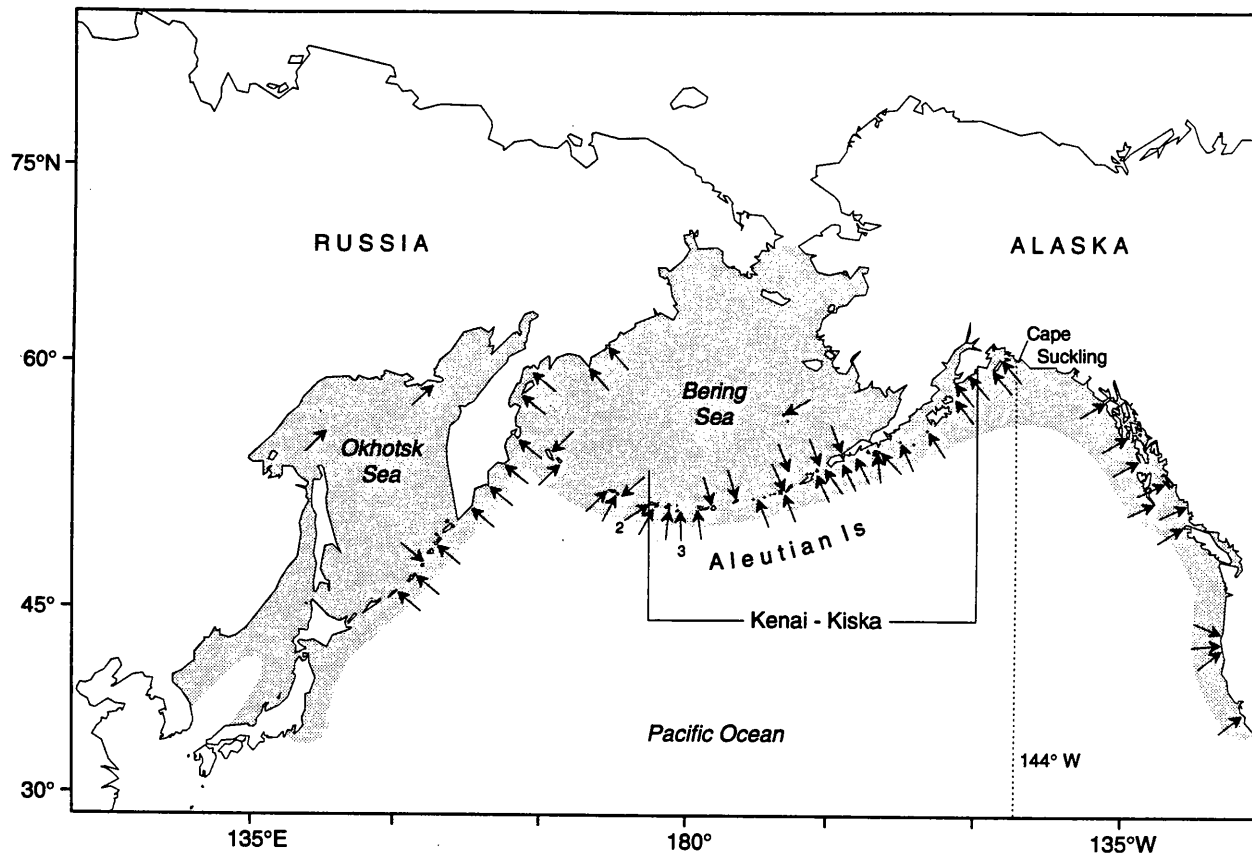 75°N
RUSSIA
ALASKA
60°
Cape
Suckling
Bering
Sea
Okhotsk
Sea
2
3
Aleutian Is
45°
Kenai - Kiska
Pacific Ocean
144° W
30°
135°E
180°
135°W